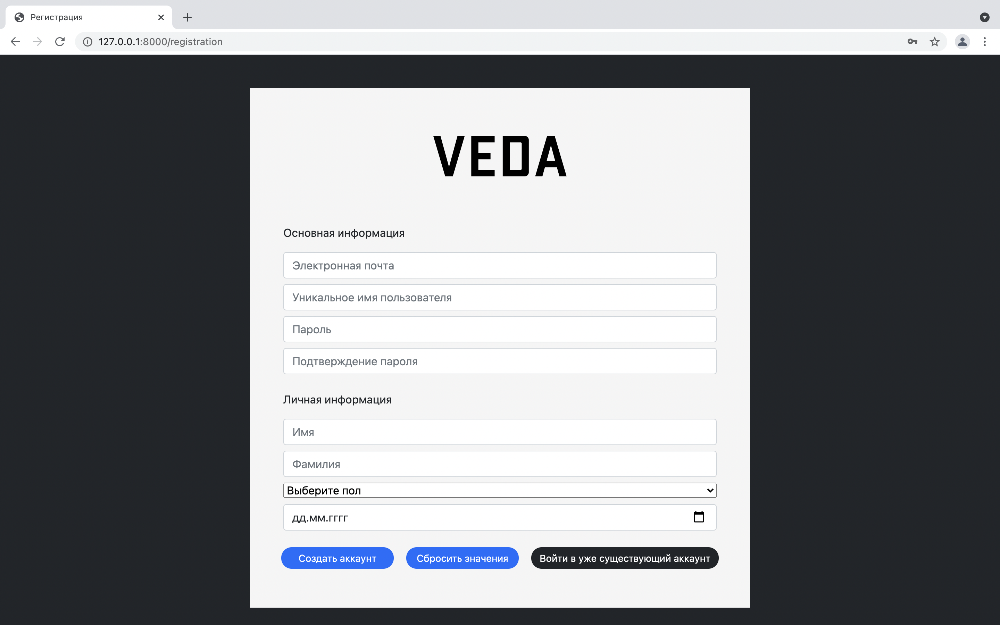 Регистрация
127.0.0.1:8000/registration
VEDA
Основная информация
Электронная почта
Уникальное имя пользователя
Пароль
Подтверждение пароля
Личная информация
Имя
Фамилия
Выберите пол
дд.мм.гггг
Создать аккаунт Сбросить значения Войти в уже существующий аккаунт